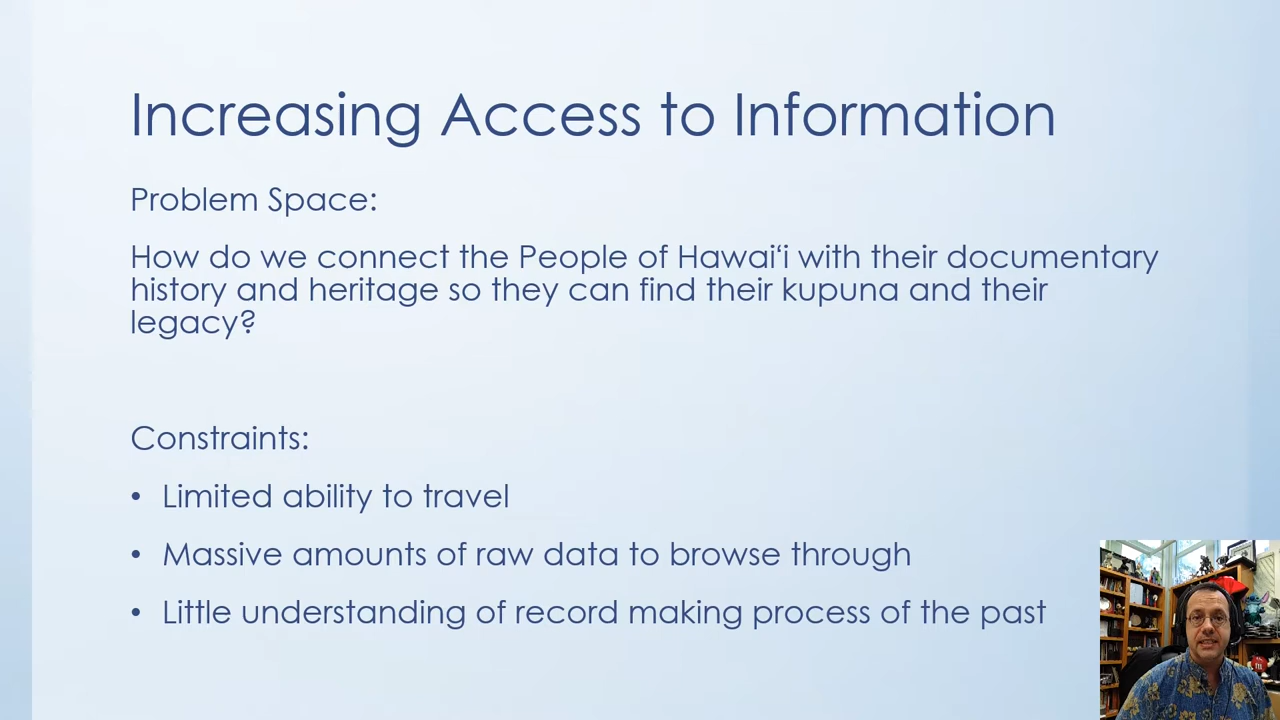 Increasing Access to Information
Problem Space:
How do we connect the People of Hawaiʻi with their documentary
history and heritage so they can find their kupuna and their
legacy?
Constraints:
• Limited ability to travel
• Massive amounts of raw data to browse through
• Little understanding of record making process of the past